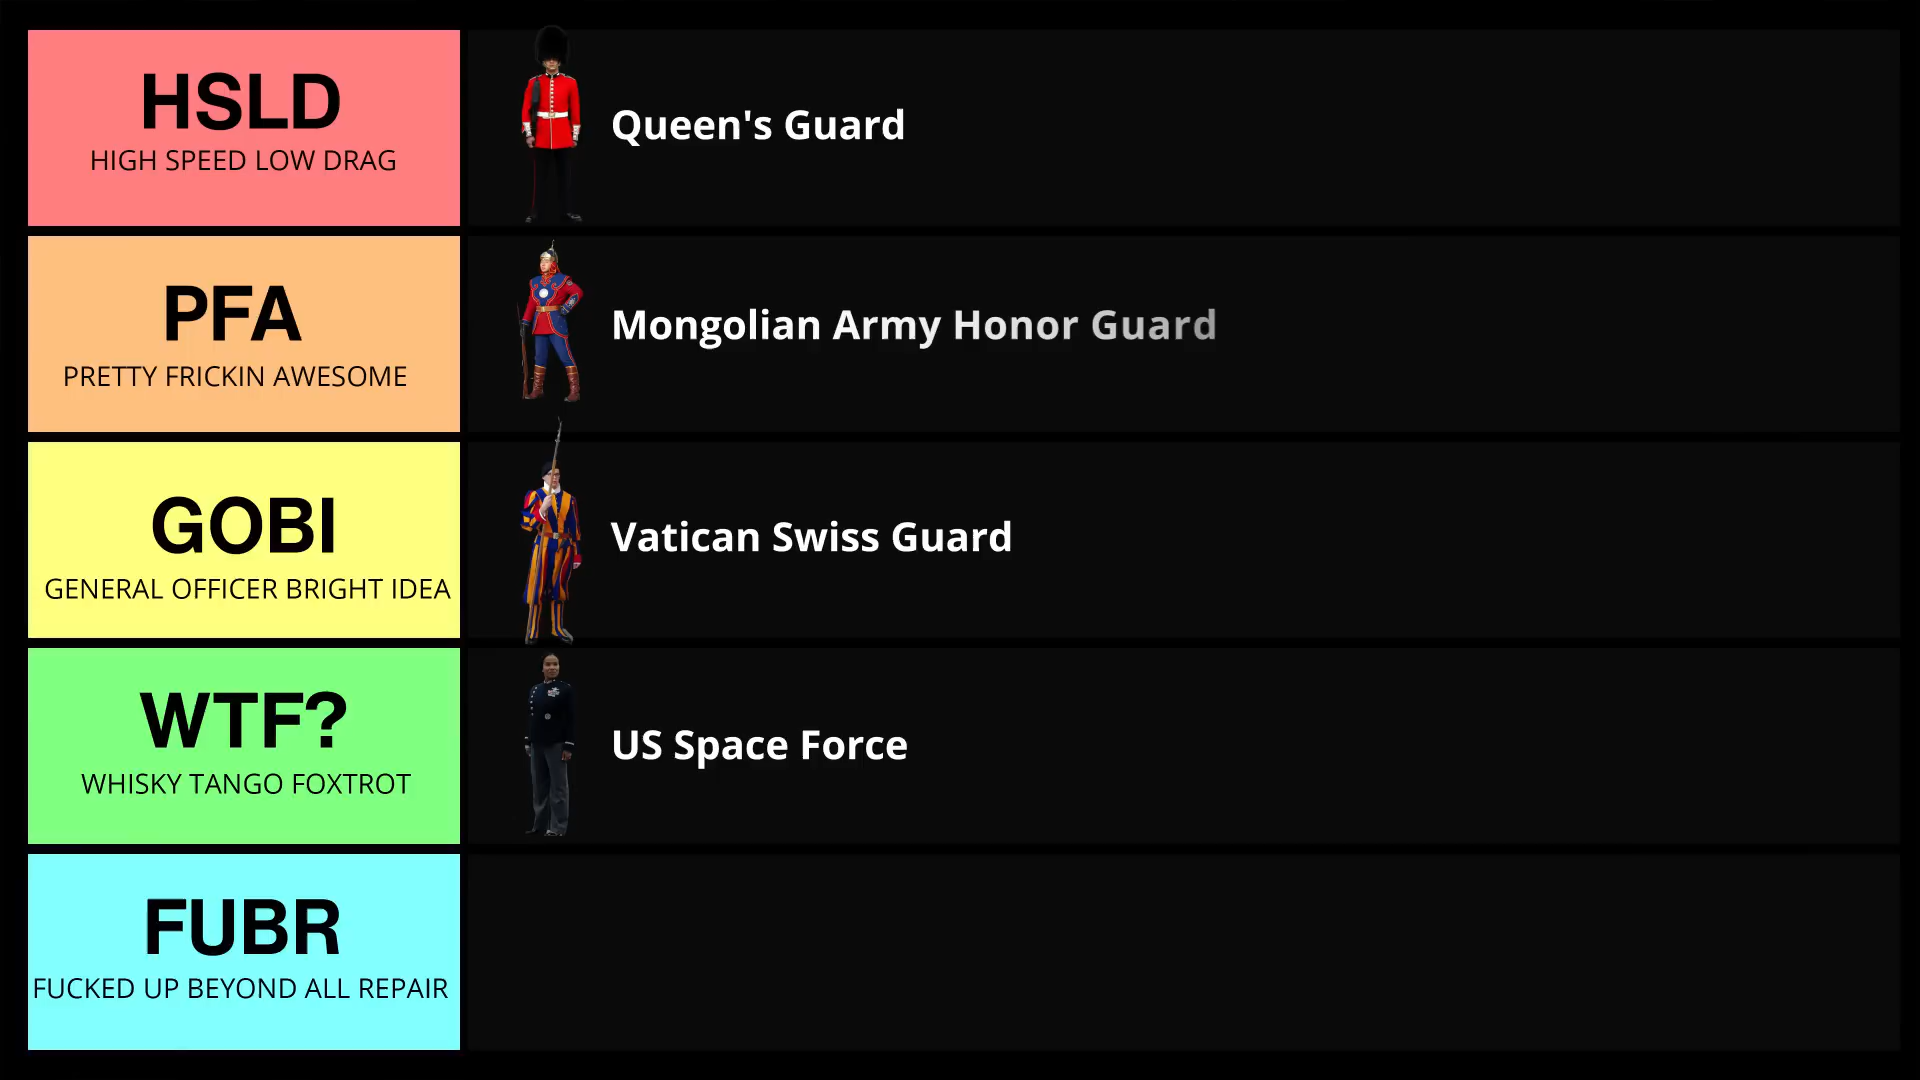 HSLD
HIGH SPEED LOW DRAG
Queen's Guard
PFA
PRETTY FRICKIN AWESOME
Mongolian Army Honor Guard
GOBI
GENERAL OFFICER BRIGHT IDEA
Vatican Swiss Guard
WTF?
WHISKY TANGO FOXTROT
US Space Force
FUBR
FUCKED UP BEYOND ALL REPAIR